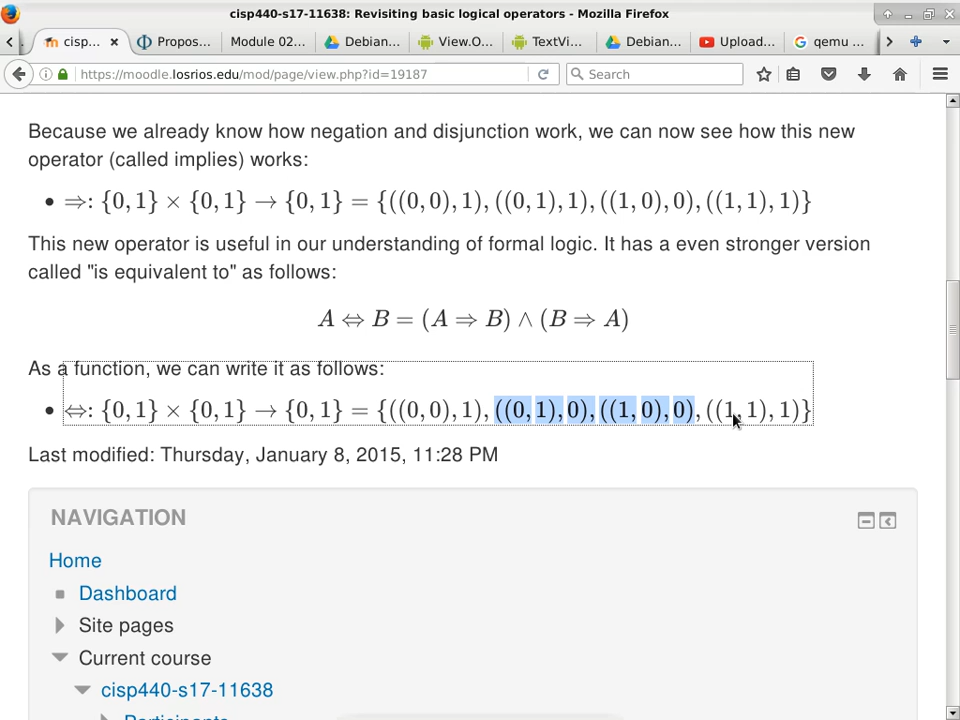 cisp440-s17-11638: Revisiting basic logical operators - Mozilla Firefox
cisp...
Propos...
Module 02...
Debian...
View.O...
TextVi...
Debian...
Upload...
qemu ...
https://moodle.losrios.edu/mod/page/view.php?id=19187
Search
Because we already know how negation and disjunction work, we can now see how this new
operator (called implies) works:
• ⇒: {0, 1} × {0, 1} → {0, 1} = {((0, 0), 1), ((0, 1), 1), ((1, 0), 0), ((1, 1), 1)}
This new operator is useful in our understanding of formal logic. It has a even stronger version
called "is equivalent to" as follows:
A ⇔ B = (A ⇒ B) ∧ (B ⇒ A)
As a function, we can write it as follows:
• ⇔: {0, 1} × {0, 1} → {0, 1} = {((0, 0), 1), ((0, 1), 0), ((1, 0), 0), ((1, 1), 1)}
Last modified: Thursday, January 8, 2015, 11:28 PM
NAVIGATION
Home
Dashboard
Site pages
Current course
cisp440-s17-11638
Participants